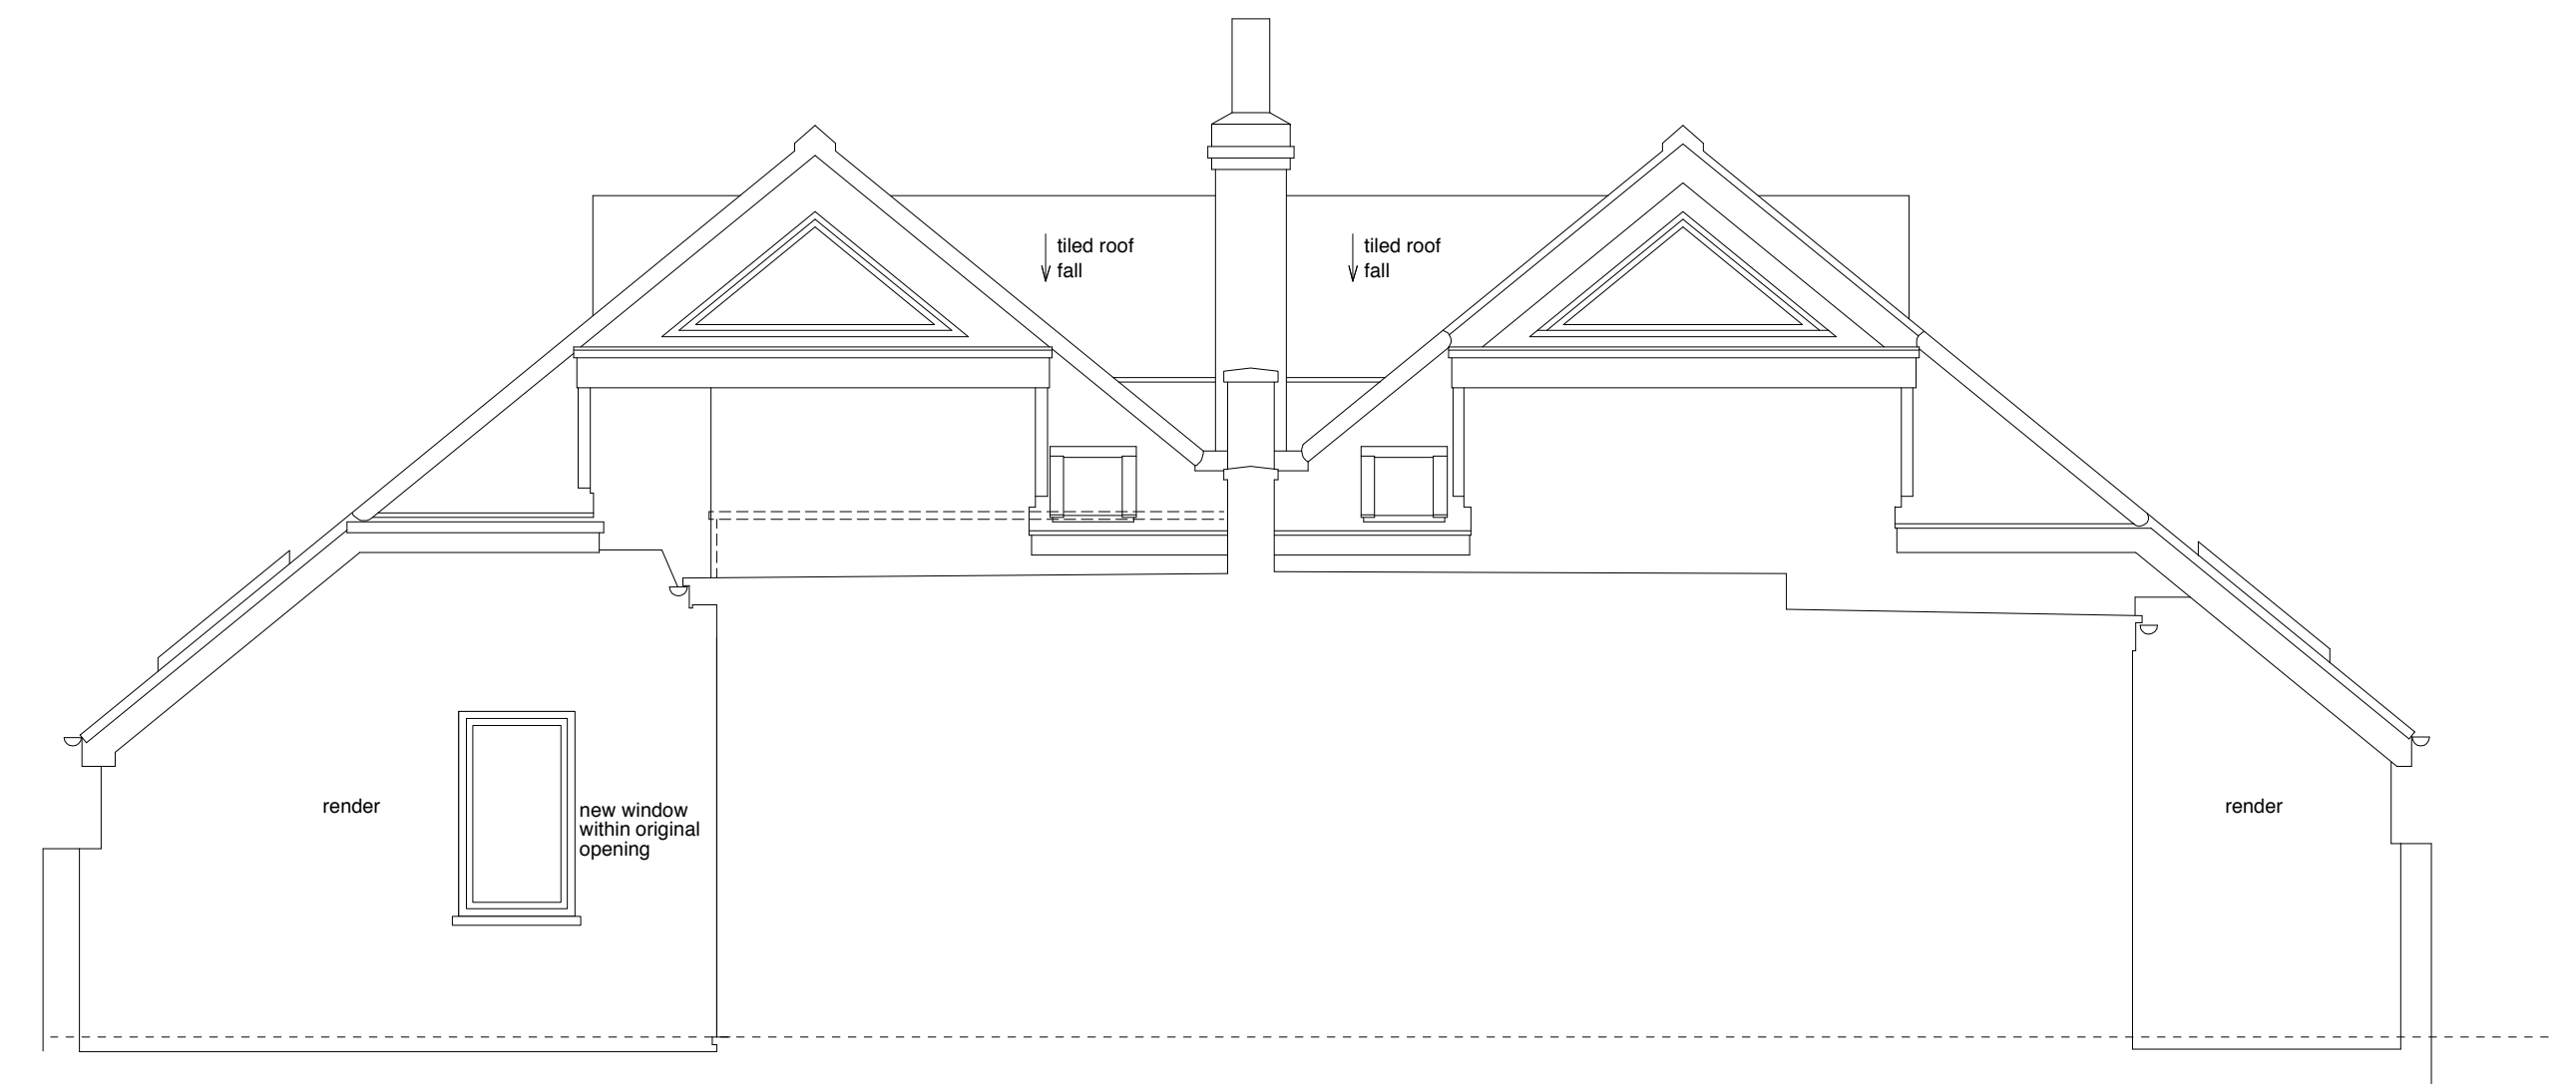 tiled roof
fall
tiled roof
fall
render
new window
within original
opening
render